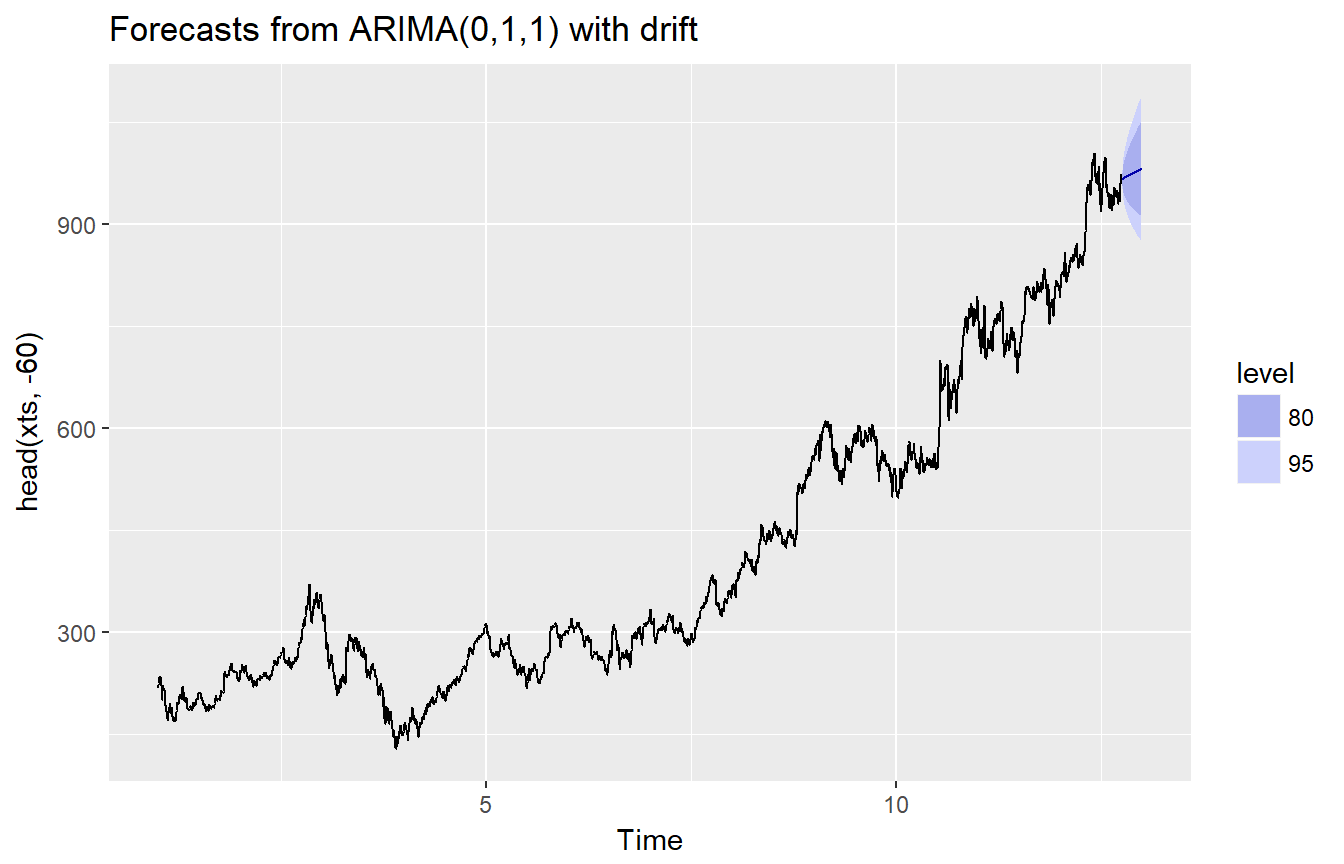 Forecasts from ARIMA(0,1,1) with drift
head(xts, -60)
900
600
300
5
10
Time
level
80
95